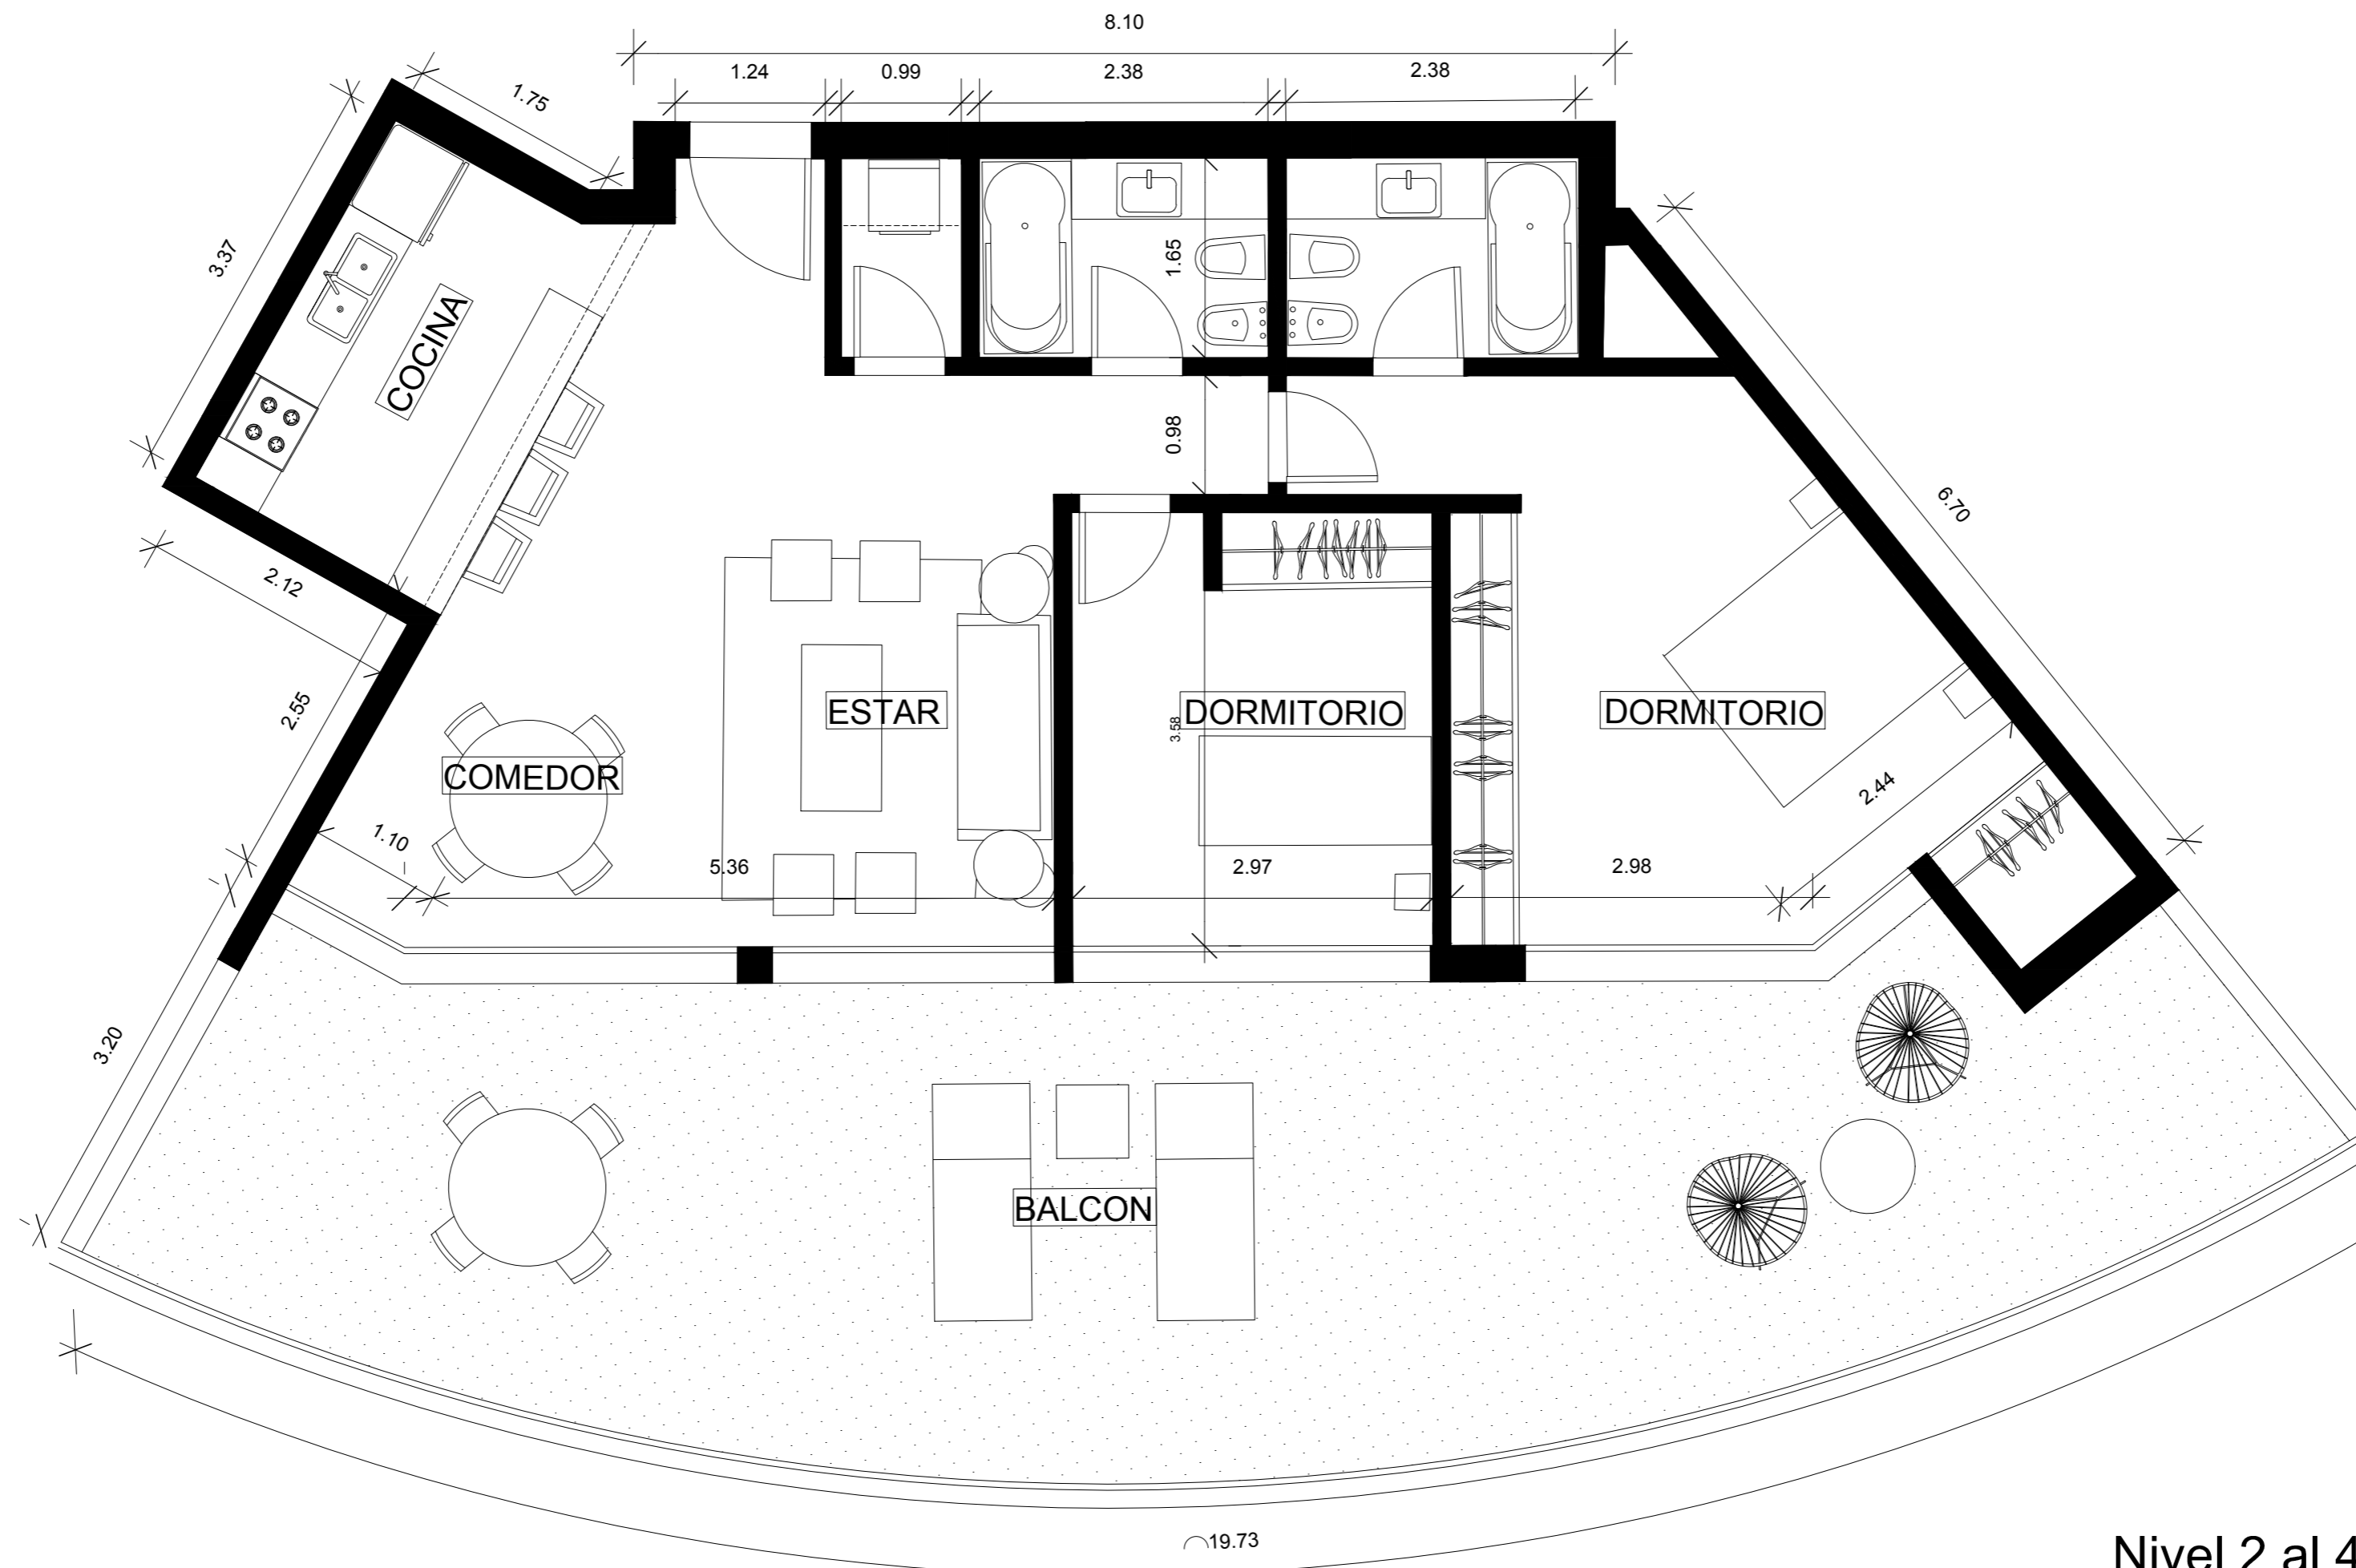 8.10
1.24
0.99
2.38
2.38
1.75
3.37
COCINA
1.65
0.98
6.70
2.12
2.55
ESTAR
DORMITORIO
3.58
DORMITORIO
COMEDOR
2.44
1.10
5.36
2.97
2.98
3.20
BALCON
19.73
Nivel 2 al 4